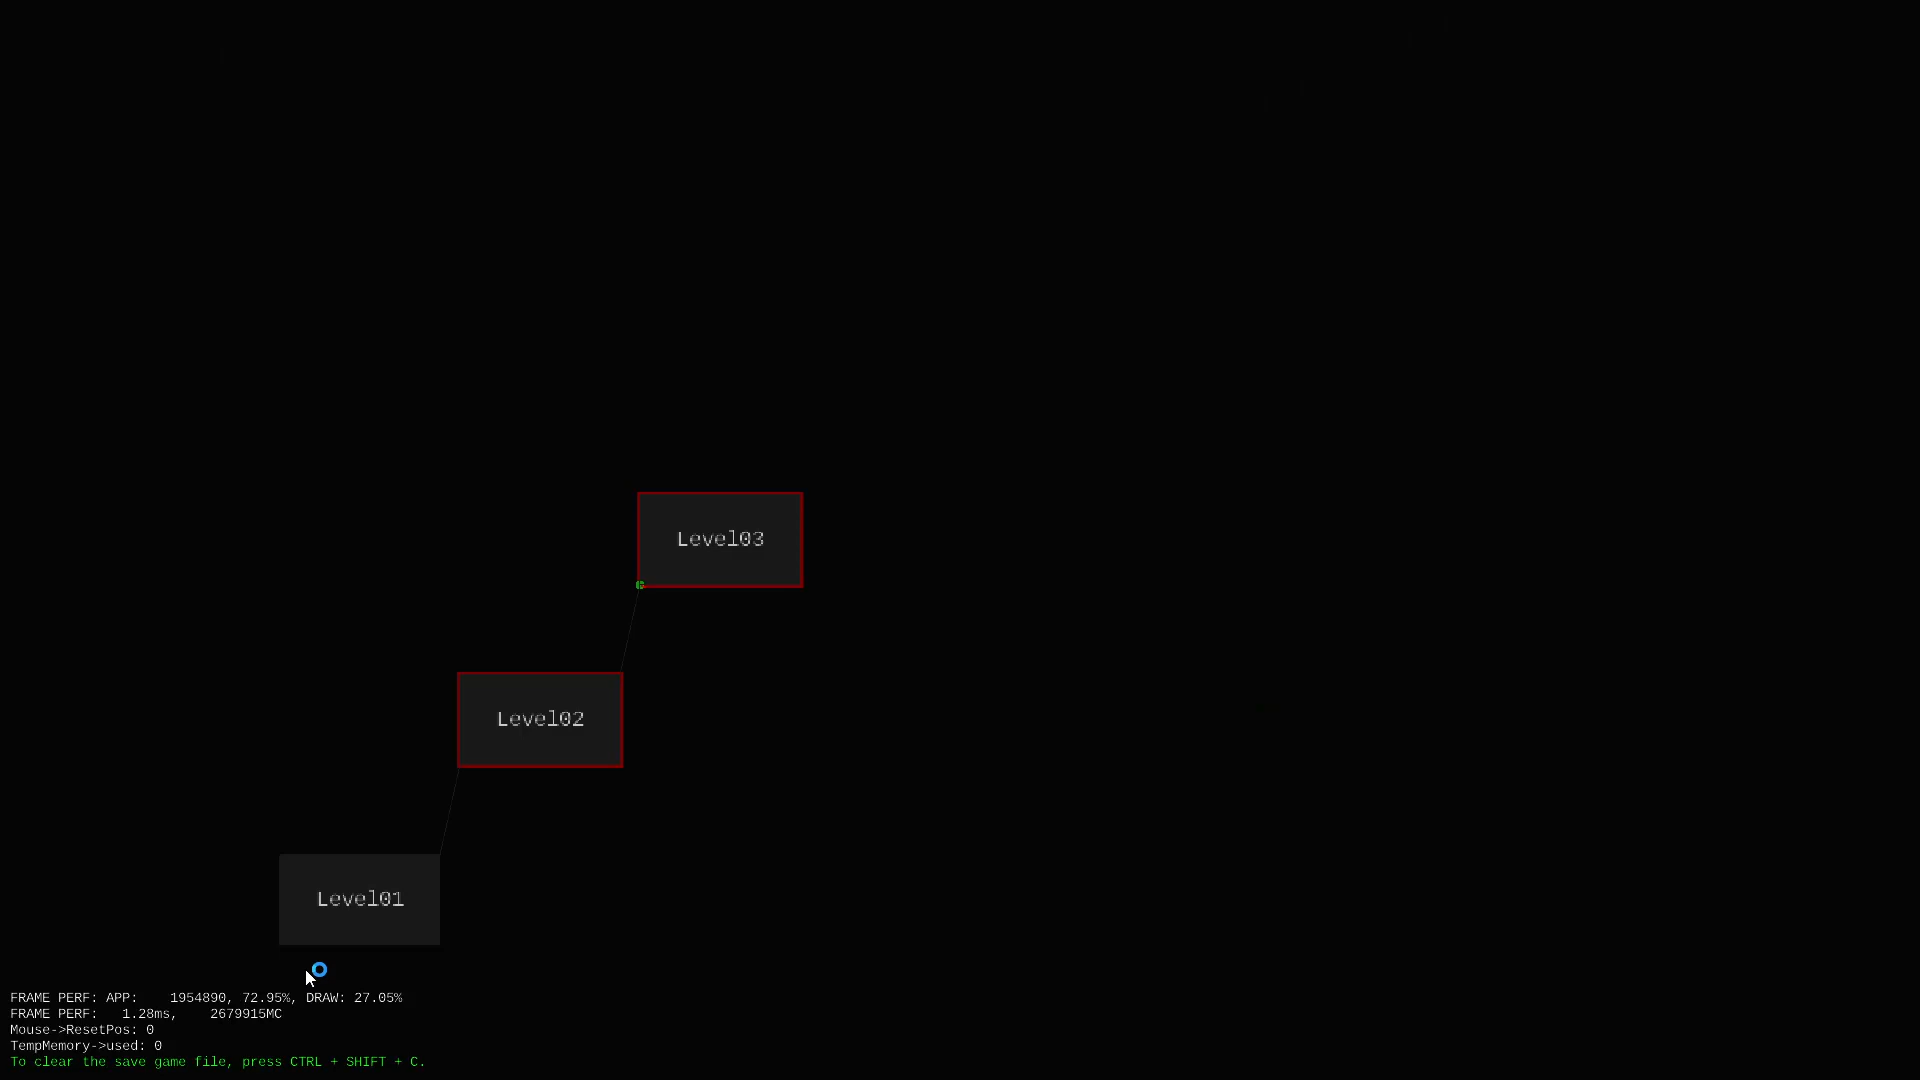 Level03
Level02
Level01
FRAME PERF: APP:    1954890, 72.95%, DRAW: 27.05%
FRAME PERF:   1.28ms,    2679915MC
Mouse->ResetPos: 0
TempMemory->used: 0
To clear the save game file, press CTRL + SHIFT + C.